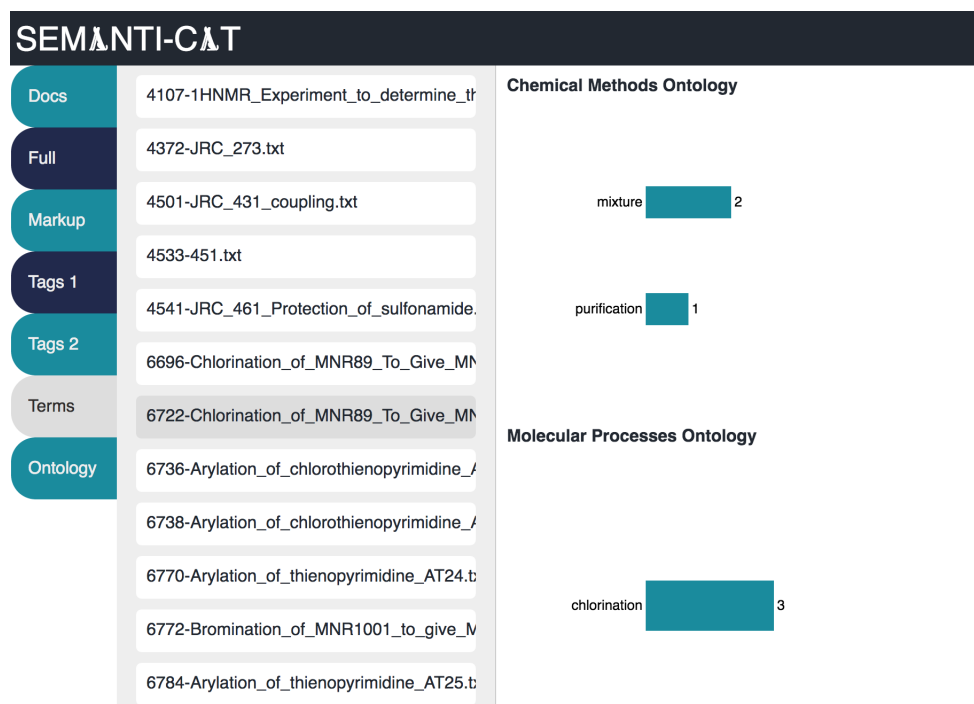 SEMANTI-CAT
Docs
Full
Markup
Tags 1
Tags 2
Terms
Ontology
4107-1HNMR_Experiment_to_determine_th
4372-JRC_273.txt
4501-JRC_431_coupling.txt
4533-451.txt
4541-JRC_461_Protection_of_sulfonamide.
6696-Chlorination_of_MNR89_To_Give_MN
6722-Chlorination_of_MNR89_To_Give_MN
6736-Arylation_of_chlorothienopyrimidine_A
6738-Arylation_of_chlorothienopyrimidine_A
6770-Arylation_of_thienopyrimidine_AT24.tx
6772-Bromination_of_MNR1001_to_give_M
6784-Arylation_of_thienopyrimidine_AT25.tx
Chemical Methods Ontology
mixture 2
purification 1
Molecular Processes Ontology
chlorination 3